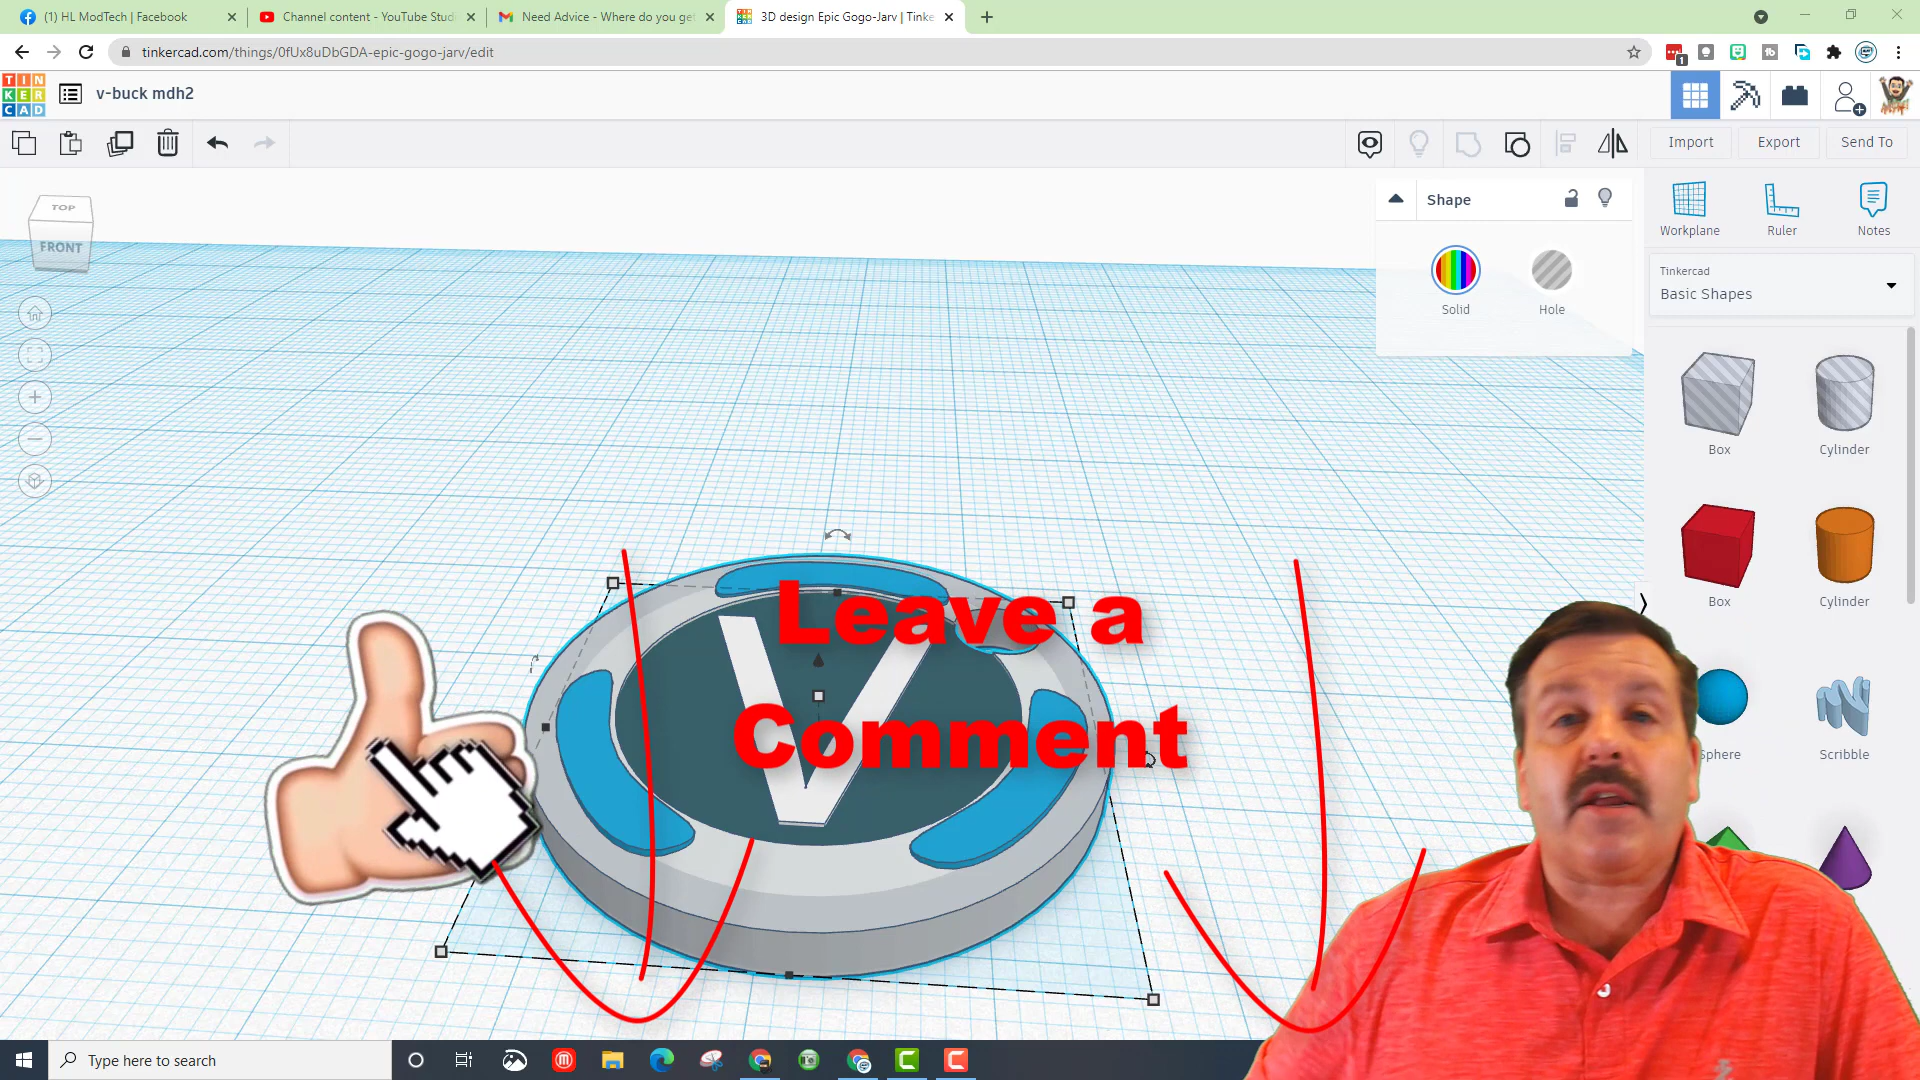 (1) HL ModTech | Facebook
Channel content - YouTube Stud
Need Advice - Where do you get
3D design Epic Gogo-Jarv | Tinke
tinkercad.com/things/0fUx8uDbGDA-epic-gogo-jarv/edit
1
TIN
KER
CAD
v-buck mdh2
Import
Export
Send To
TOP
FRONT
Shape
Solid
Hole
Workplane
Ruler
Notes
Tinkercad
Basic Shapes
Box
Cylinder
Box
Cylinder
Sphere
Scribble
V
Leave a
Comment
Type here to search